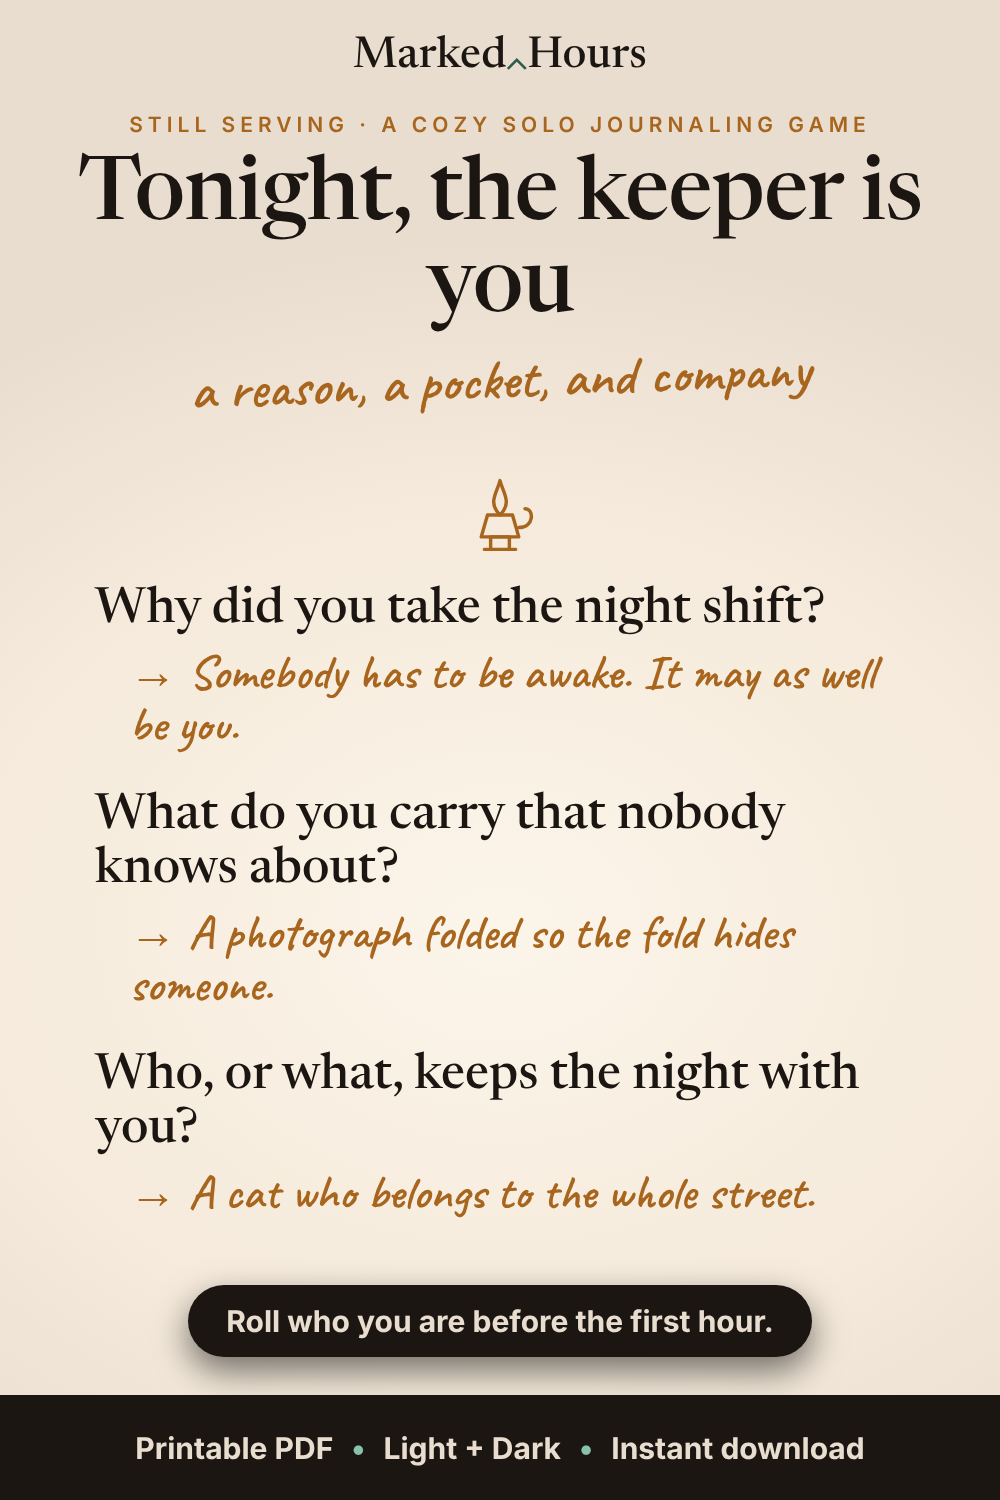 Marked‸Hours
STILL SERVING · A COZY SOLO JOURNALING GAME
Tonight, the keeper is
you
a reason, a pocket, and company
Why did you take the night shift?
→ Somebody has to be awake. It may as well
be you.
What do you carry that nobody
knows about?
→ A photograph folded so the fold hides
someone.
Who, or what, keeps the night with
you?
→ A cat who belongs to the whole street.
Roll who you are before the first hour.
Printable PDF • Light + Dark • Instant download